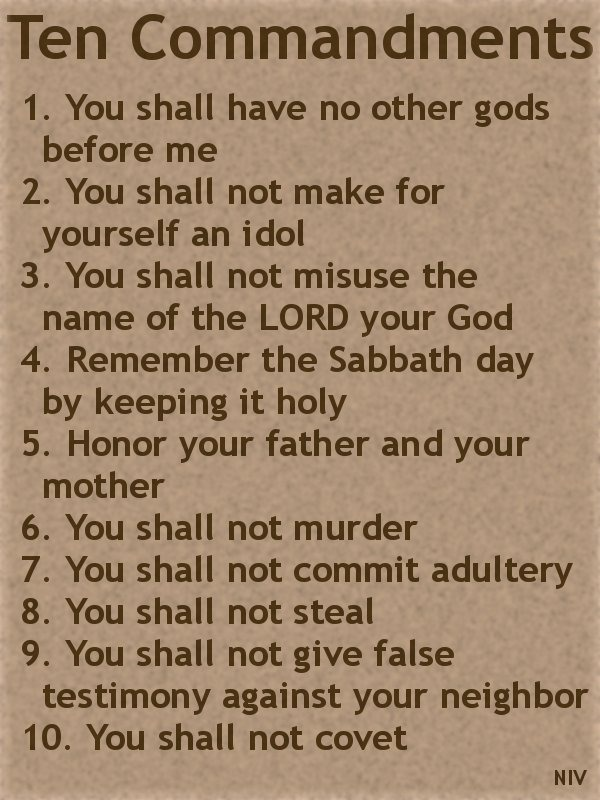 Ten Commandments
1. You shall have no other gods
before me
2. You shall not make for
yourself an idol
3. You shall not misuse the
name of the LORD your God
4. Remember the Sabbath day
by keeping it holy
5. Honor your father and your
mother
6. You shall not murder
7. You shall not commit adultery
8. You shall not steal
9. You shall not give false
testimony against your neighbor
10. You shall not covet
NIV